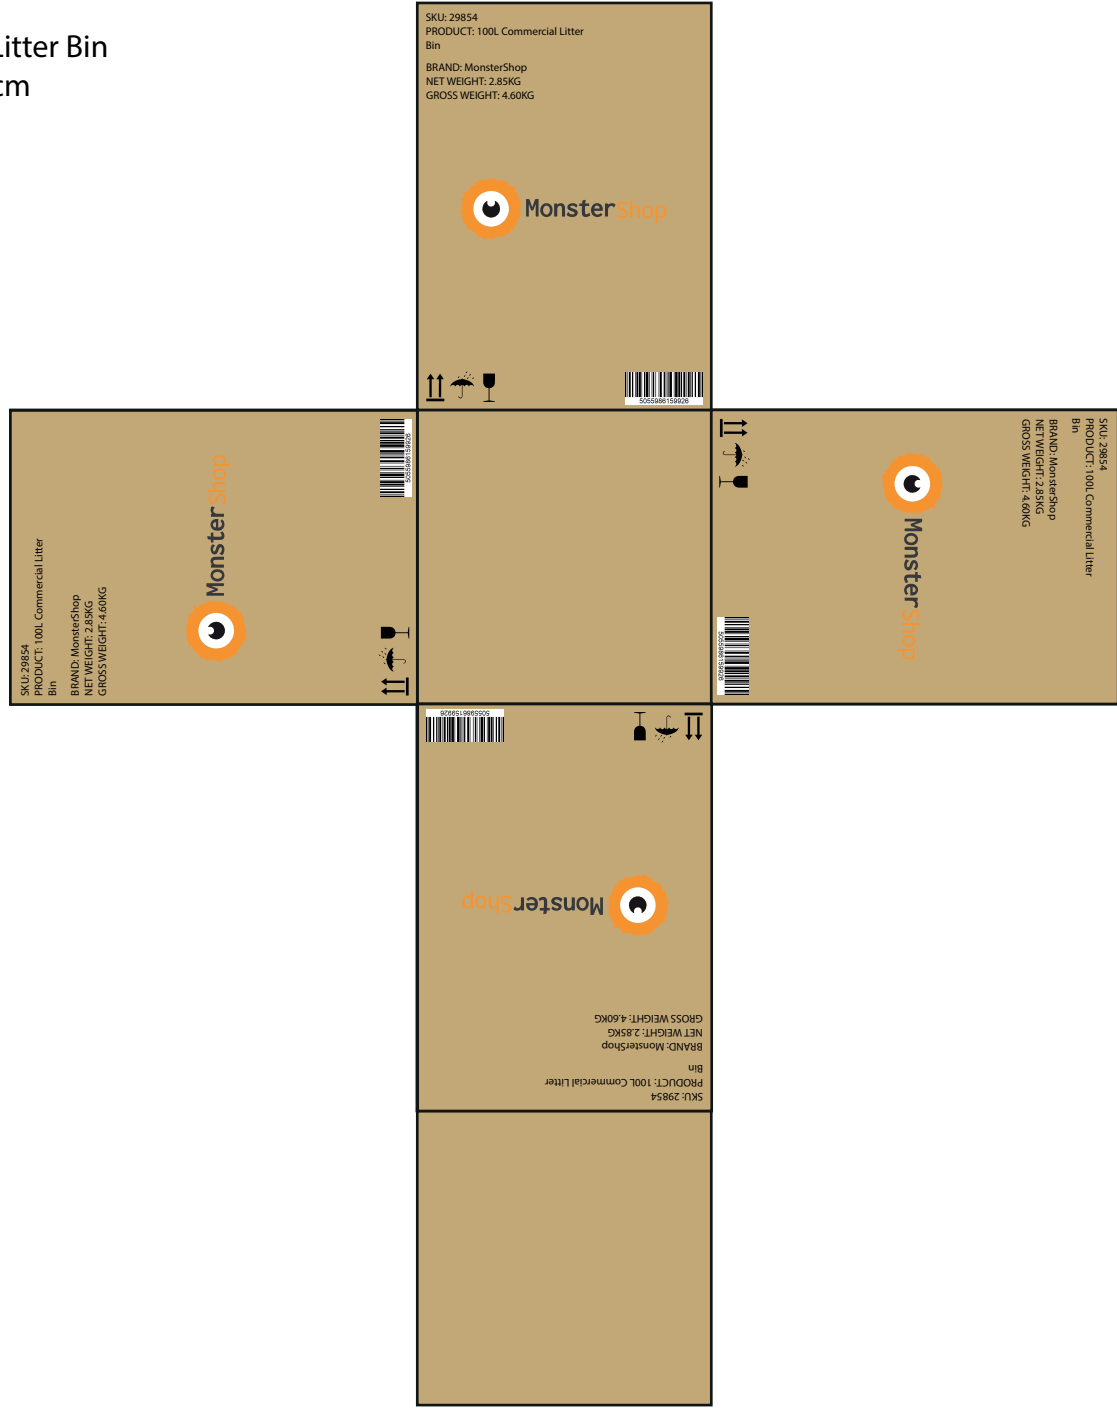 Litter Bin
cm
SKU: 29854
PRODUCT: 100L Commercial Litter
Bin
BRAND: MonsterShop
NET WEIGHT: 2.85KG
GROSS WEIGHT: 4.60KG
MonsterShop
5055986159926
SKU: 29854
PRODUCT: 100L Commercial Litter
Bin
BRAND: MonsterShop
NET WEIGHT: 2.85KG
GROSS WEIGHT: 4.60KG
MonsterShop
5055986159926
SKU: 29854
PRODUCT: 100L Commercial Litter
Bin
BRAND: MonsterShop
NET WEIGHT: 2.85KG
GROSS WEIGHT: 4.60KG
MonsterShop
5055986159926
SKU: 29854
PRODUCT: 100L Commercial Litter
Bin
BRAND: MonsterShop
NET WEIGHT: 2.85KG
GROSS WEIGHT: 4.60KG
MonsterShop
5055986159926